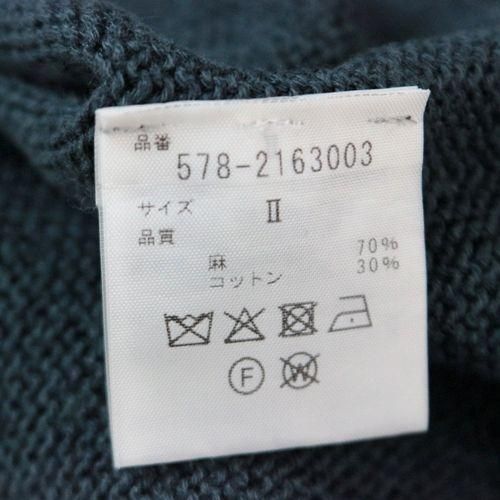 品番
578-2163003
サイズ II
品質
麻 70%
コットン 30%
F W